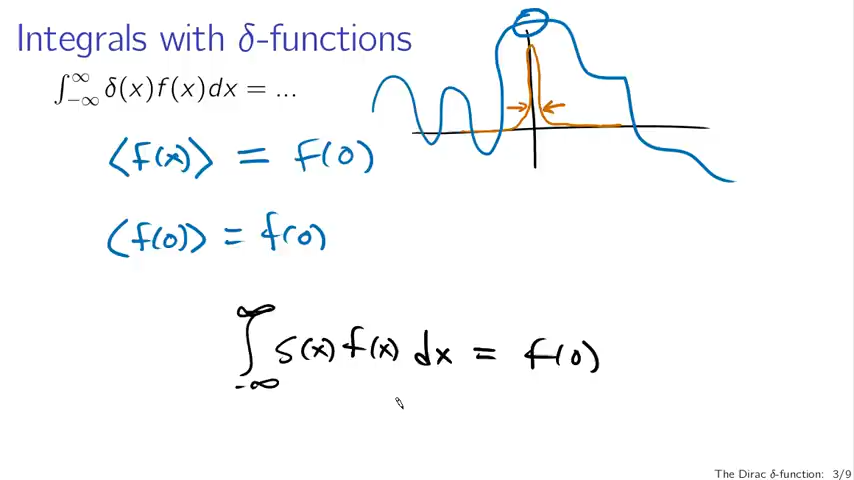 Integrals with δ-functions
∫_{-∞}^{∞} δ(x)f(x)dx = ...
⟨f(x)⟩ = f(0)
⟨f(0)⟩ = f(0)
∫_{-∞}^{∞} δ(x) f(x) dx = f(0)
The Dirac δ-function: 3/9